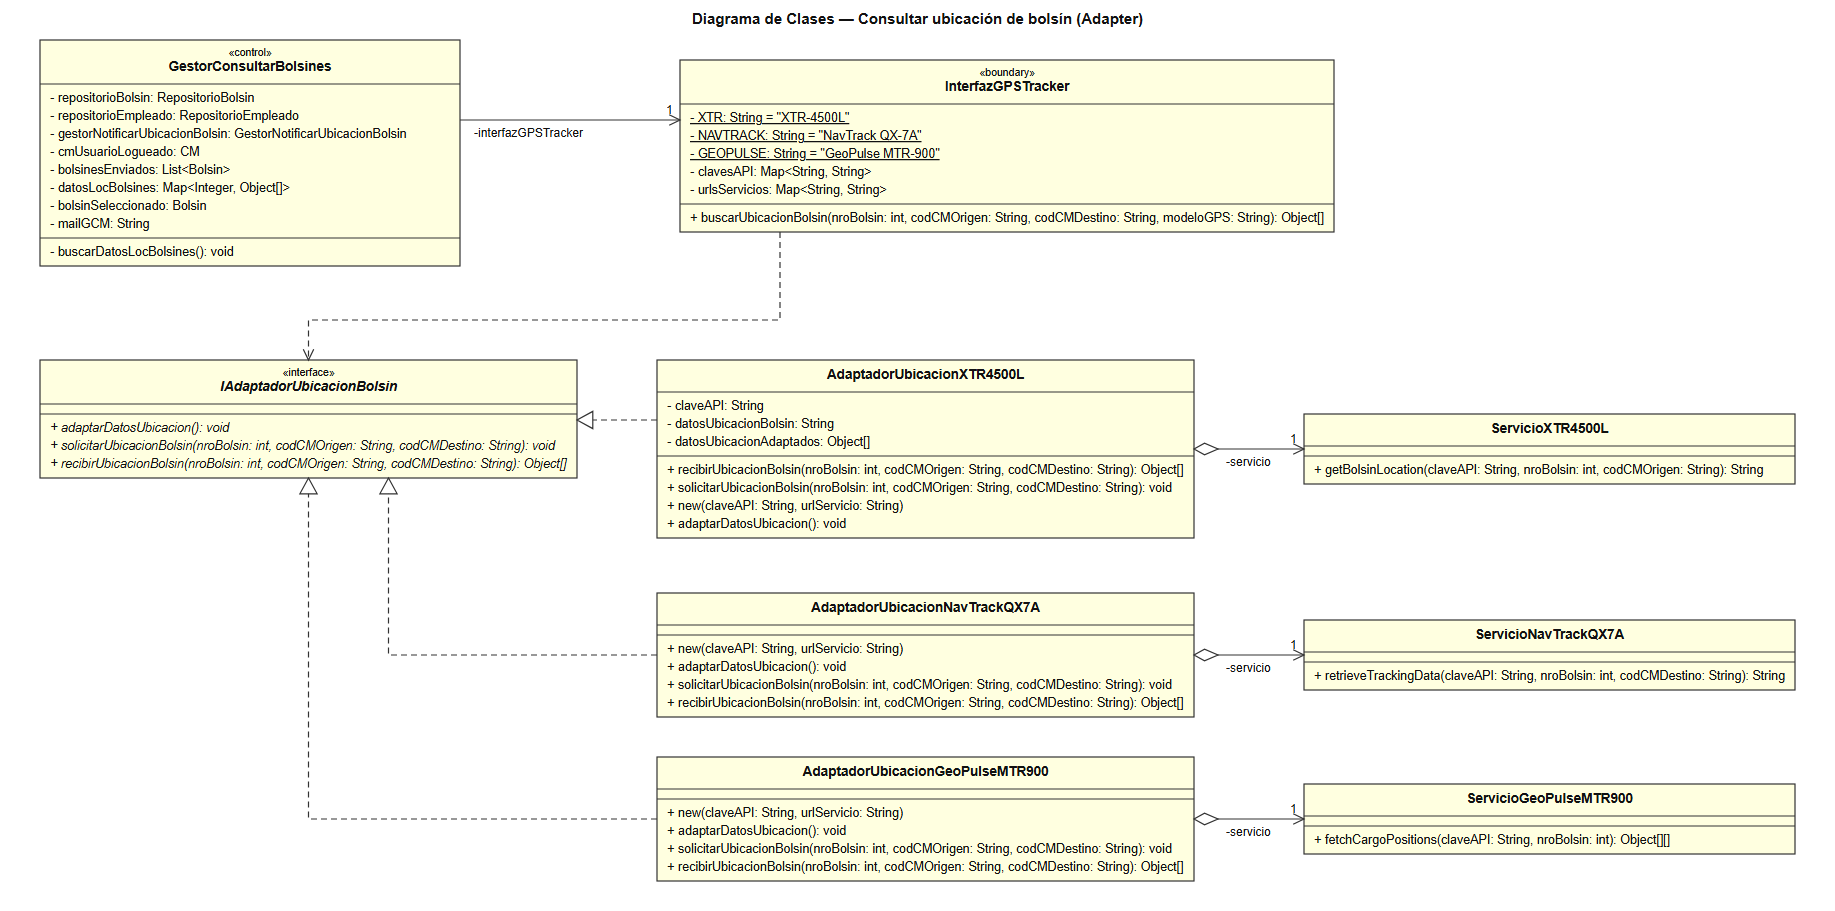 Diagrama de Clases — Consultar ubicación de bolsín (Adapter)
«control»
GestorConsultarBolsines
- repositorioBolsin: RepositorioBolsin
- repositorioEmpleado: RepositorioEmpleado
- gestorNotificarUbicacionBolsin: GestorNotificarUbicacionBolsin
- cmUsuarioLogueado: CM
- bolsinesEnviados: List<Bolsin>
- datosLocBolsines: Map<Integer, Object[]>
- bolsinSeleccionado: Bolsin
- mailGCM: String
- buscarDatosLocBolsines(): void
1
-interfazGPSTracker
«boundary»
InterfazGPSTracker
- XTR: String = "XTR-4500L"
- NAVTRACK: String = "NavTrack QX-7A"
- GEOPULSE: String = "GeoPulse MTR-900"
- clavesAPI: Map<String, String>
- urlsServicios: Map<String, String>
+ buscarUbicacionBolsin(nroBolsin: int, codCMOrigen: String, codCMDestino: String, modeloGPS: String): Object[]
«interface»
IAdaptadorUbicacionBolsin
+ adaptarDatosUbicacion(): void
+ solicitarUbicacionBolsin(nroBolsin: int, codCMOrigen: String, codCMDestino: String): void
+ recibirUbicacionBolsin(nroBolsin: int, codCMOrigen: String, codCMDestino: String): Object[]
AdaptadorUbicacionXTR4500L
- claveAPI: String
- datosUbicacionBolsin: String
- datosUbicacionAdaptados: Object[]
+ recibirUbicacionBolsin(nroBolsin: int, codCMOrigen: String, codCMDestino: String): Object[]
+ solicitarUbicacionBolsin(nroBolsin: int, codCMOrigen: String, codCMDestino: String): void
+ new(claveAPI: String, urlServicio: String)
+ adaptarDatosUbicacion(): void
1
-servicio
ServicioXTR4500L
+ getBolsinLocation(claveAPI: String, nroBolsin: int, codCMOrigen: String): String
AdaptadorUbicacionNavTrackQX7A
+ new(claveAPI: String, urlServicio: String)
+ adaptarDatosUbicacion(): void
+ solicitarUbicacionBolsin(nroBolsin: int, codCMOrigen: String, codCMDestino: String): void
+ recibirUbicacionBolsin(nroBolsin: int, codCMOrigen: String, codCMDestino: String): Object[]
1
-servicio
ServicioNavTrackQX7A
+ retrieveTrackingData(claveAPI: String, nroBolsin: int, codCMDestino: String): String
AdaptadorUbicacionGeoPulseMTR900
+ new(claveAPI: String, urlServicio: String)
+ adaptarDatosUbicacion(): void
+ solicitarUbicacionBolsin(nroBolsin: int, codCMOrigen: String, codCMDestino: String): void
+ recibirUbicacionBolsin(nroBolsin: int, codCMOrigen: String, codCMDestino: String): Object[]
1
-servicio
ServicioGeoPulseMTR900
+ fetchCargoPositions(claveAPI: String, nroBolsin: int): Object[][]